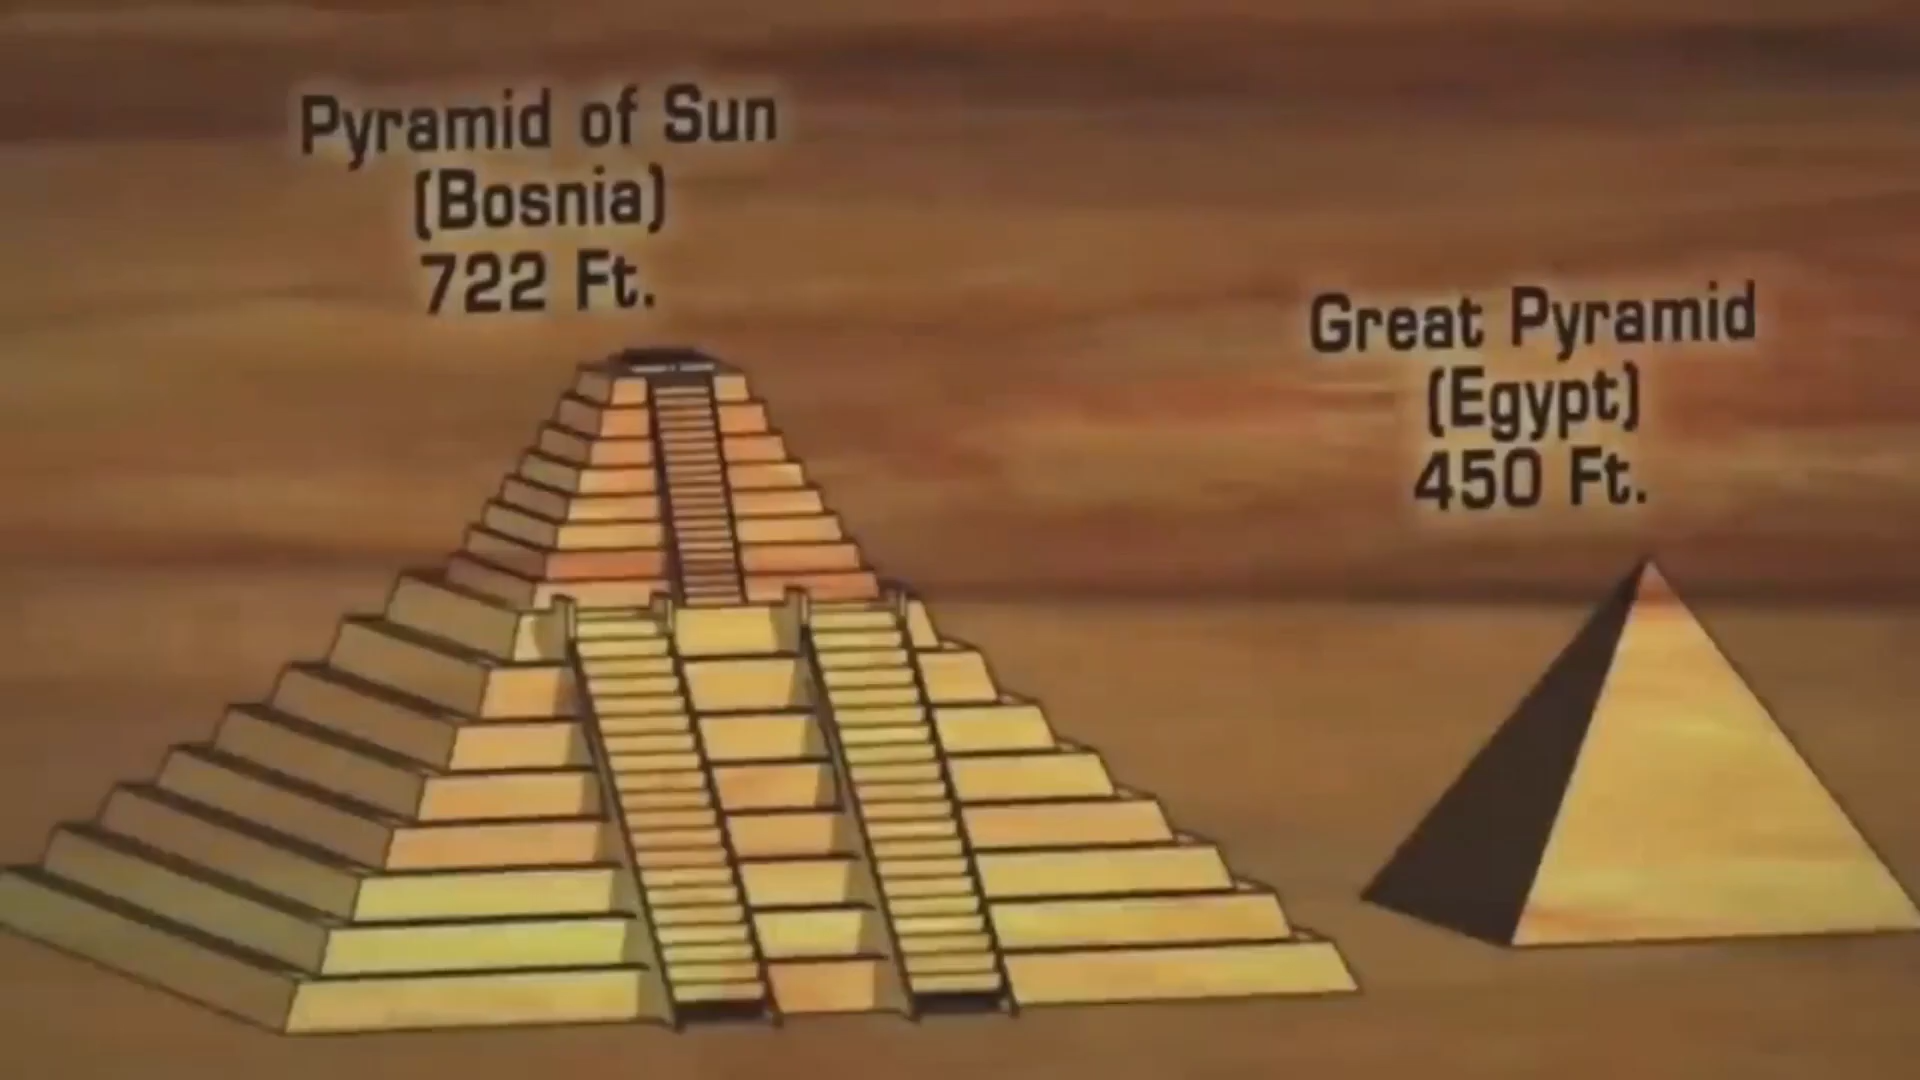 Pyramid of Sun
(Bosnia)
722 Ft.
Great Pyramid
(Egypt)
450 Ft.